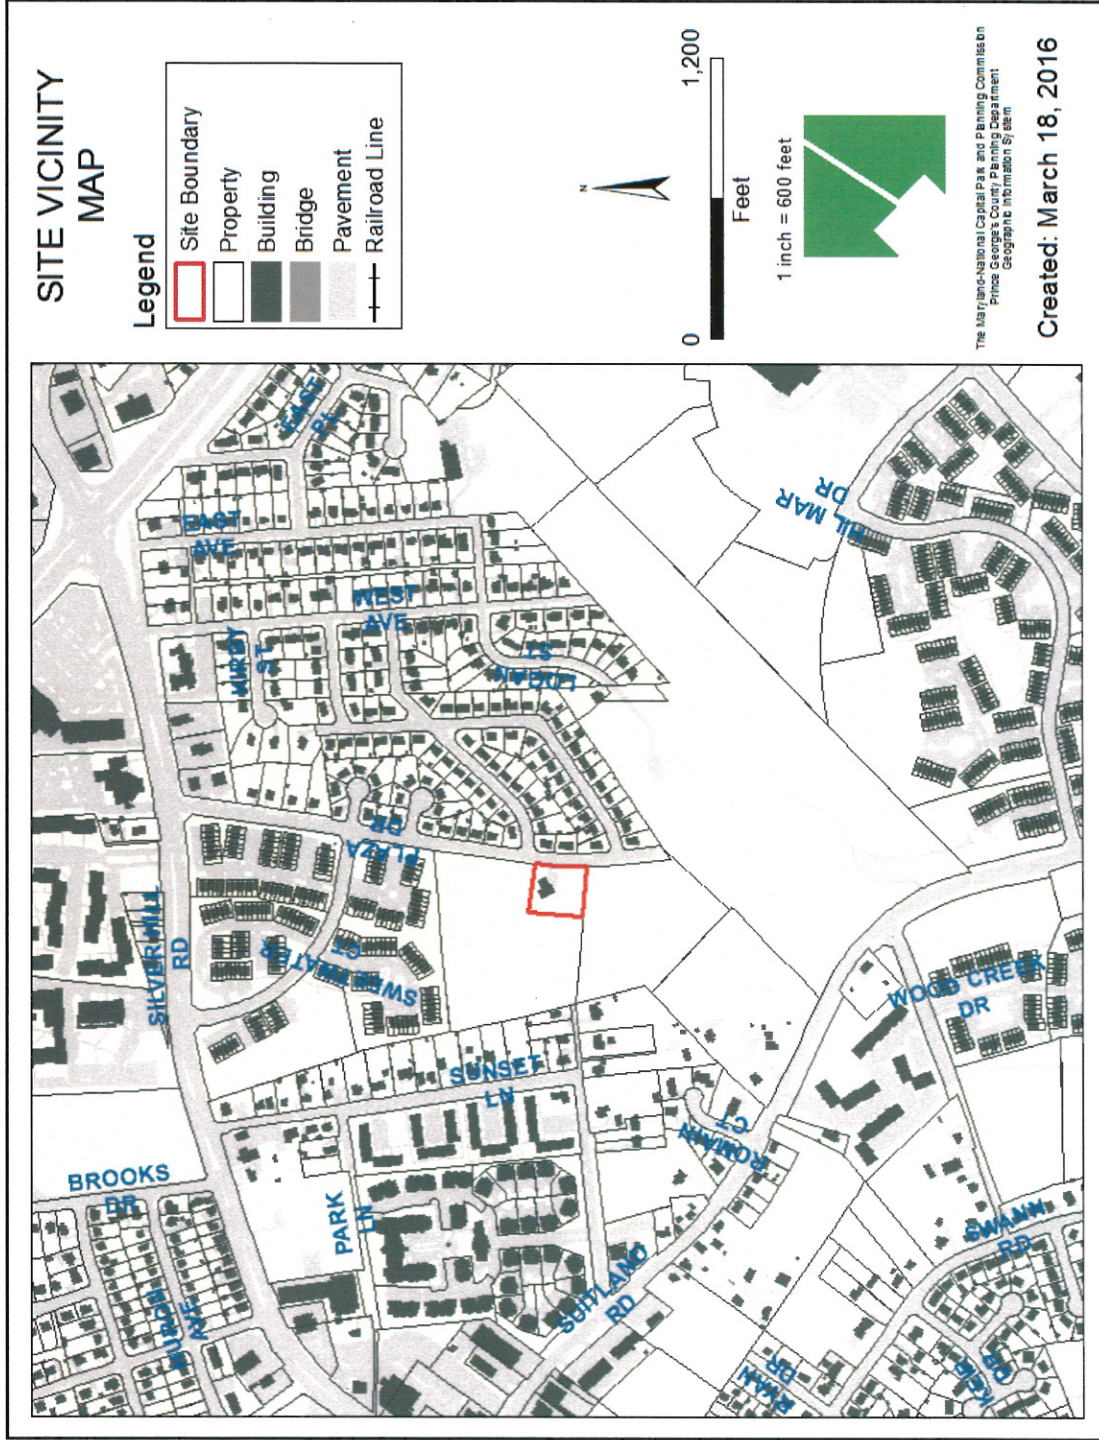 SITE VICINITY
MAP
Legend
Site Boundary
Property
Building
Bridge
Pavement
Railroad Line
N
0
1,200
Feet
1 inch = 600 feet
The Maryland-National Capital Park and Planning Commission
Prince George's County Planning Department
Geographic Information System
Created: March 18, 2016
BROOKS
DR
HURON
AVE
PARK
LN
SILVER HILL
RD
SWEETWATER
CT
SUNSET
LN
PLAZA
DR
KIRBY
ST
EAST
AVE
EAST
PL
WEST
AVE
LOGAN
ST
HIL MAR
DR
ROMAIN
CT
SUITLAND
RD
WOOD CREEK
DR
SWANN
RD
RYAN
DR
KER
DR